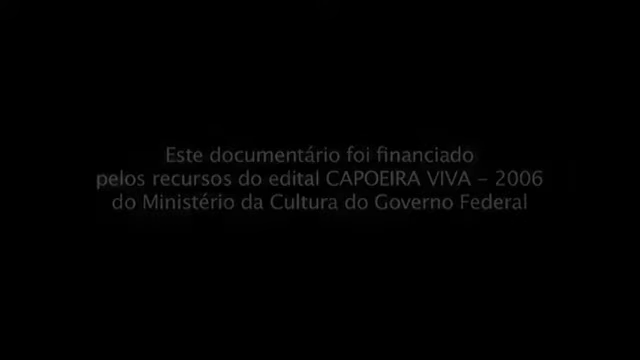 Este documentário foi financiado
pelos recursos do edital CAPOEIRA VIVA – 2006
do Ministério da Cultura do Governo Federal